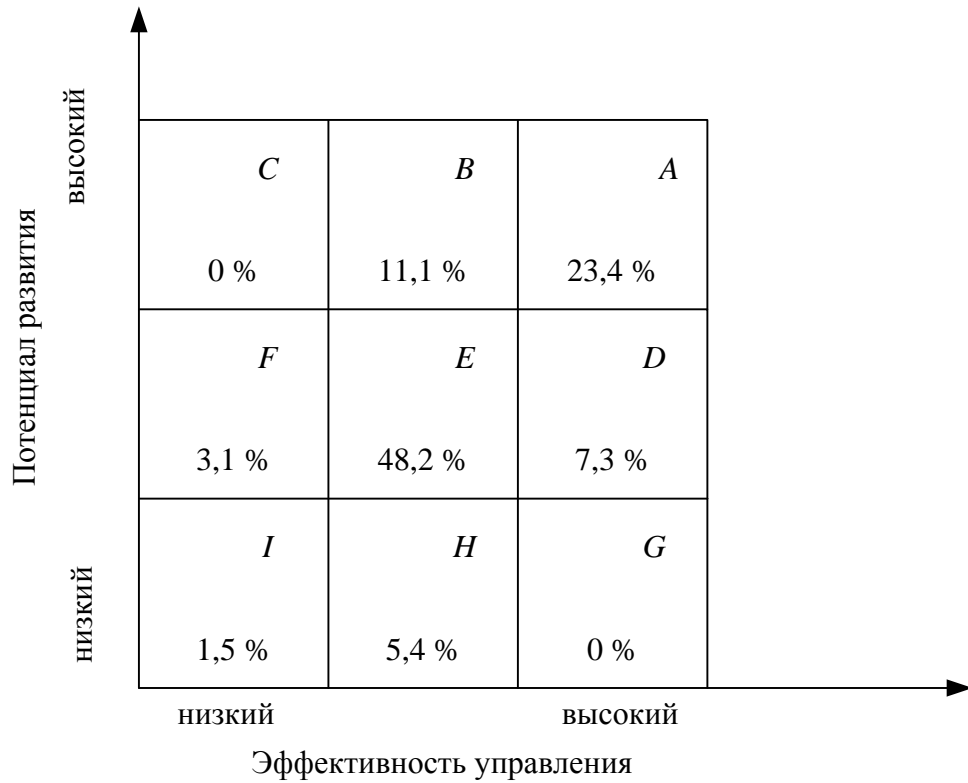 высокий
Потенциал развития
низкий
C B A
0 % 11,1 % 23,4 %
F E D
3,1 % 48,2 % 7,3 %
I H G
1,5 % 5,4 % 0 %
низкий высокий
Эффективность управления